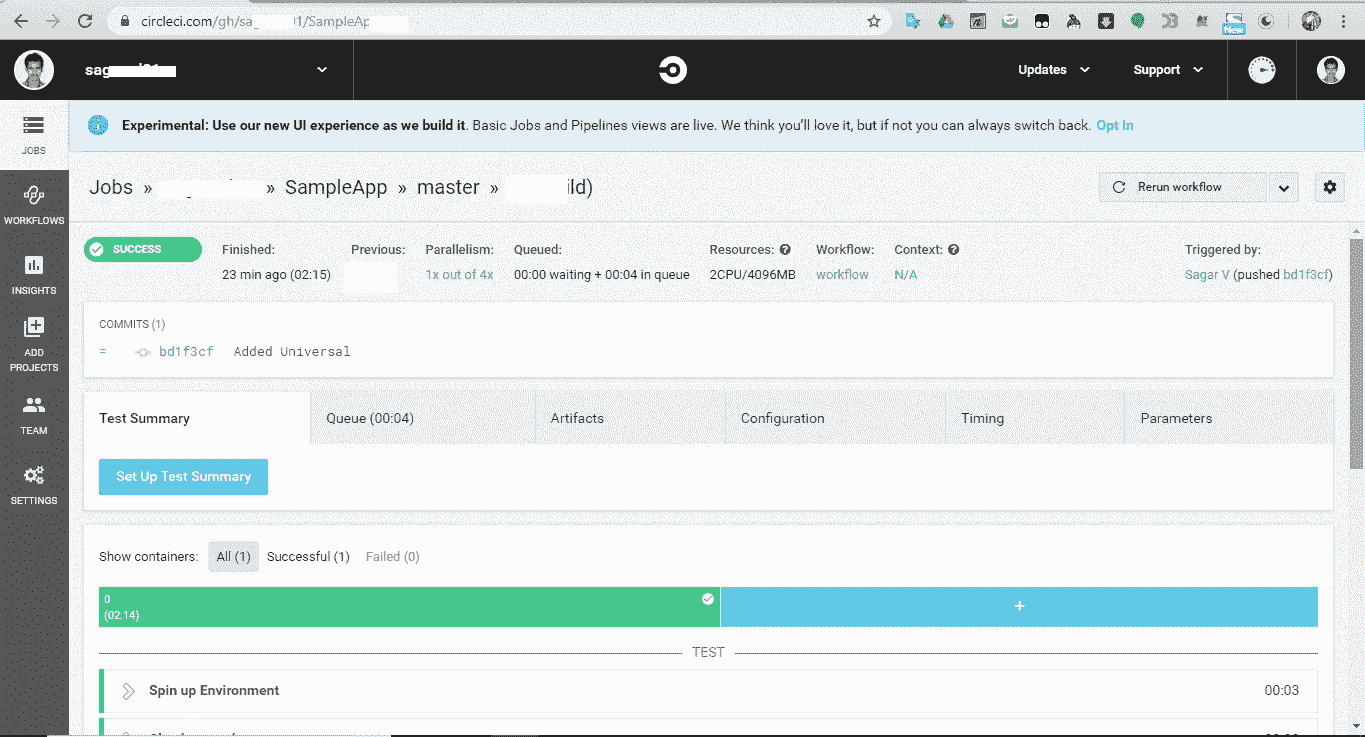 circleci.com/gh/sa_ 1/SampleAp
New
sag
Updates
Support
Experimental: Use our new UI experience as we build it. Basic Jobs and Pipelines views are live. We think you'll love it, but if not you can always switch back. Opt In
JOBS
Jobs » » SampleApp » master » ild)
Rerun workflow
WORKFLOWS
SUCCESS
Finished: Previous: Parallelism: Queued: Resources: Workflow: Context: Triggered by:
23 min ago (02:15) 1x out of 4x 00:00 waiting + 00:04 in queue 2CPU/4096MB workflow N/A Sagar V (pushed bd1f3cf)
INSIGHTS
COMMITS (1)
= bd1f3cf Added Universal
ADD
PROJECTS
Test Summary Queue (00:04) Artifacts Configuration Timing Parameters
TEAM
Set Up Test Summary
SETTINGS
Show containers: All (1) Successful (1) Failed (0)
0
(02:14)
+
TEST
Spin up Environment 00:03